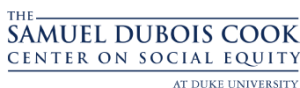 THE
SAMUEL DUBOIS COOK
CENTER ON SOCIAL EQUITY
AT DUKE UNIVERSITY